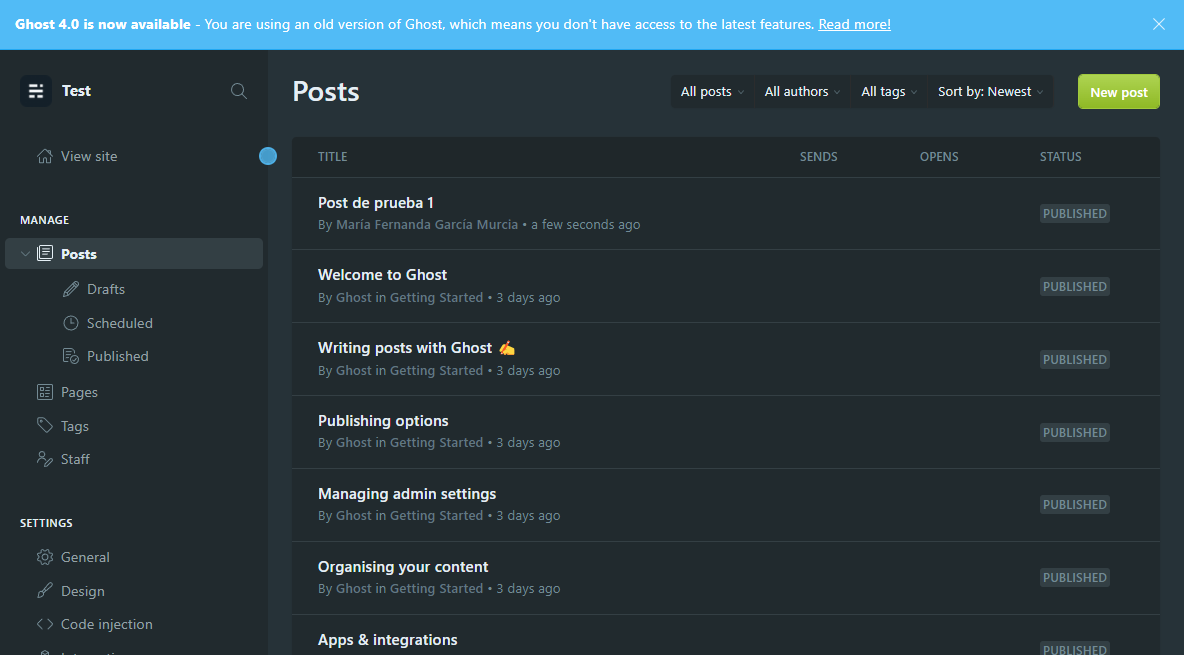 Ghost 4.0 is now available - You are using an old version of Ghost, which means you don't have access to the latest features. Read more!
Test
View site
MANAGE
Posts
Drafts
Scheduled
Published
Pages
Tags
Staff
SETTINGS
General
Design
Code injection
Posts
All posts All authors All tags Sort by: Newest
New post
TITLE SENDS OPENS STATUS
Post de prueba 1
By María Fernanda García Murcia • a few seconds ago
PUBLISHED
Welcome to Ghost
By Ghost in Getting Started • 3 days ago
PUBLISHED
Writing posts with Ghost ✍️
By Ghost in Getting Started • 3 days ago
PUBLISHED
Publishing options
By Ghost in Getting Started • 3 days ago
PUBLISHED
Managing admin settings
By Ghost in Getting Started • 3 days ago
PUBLISHED
Organising your content
By Ghost in Getting Started • 3 days ago
PUBLISHED
Apps & integrations
PUBLISHED